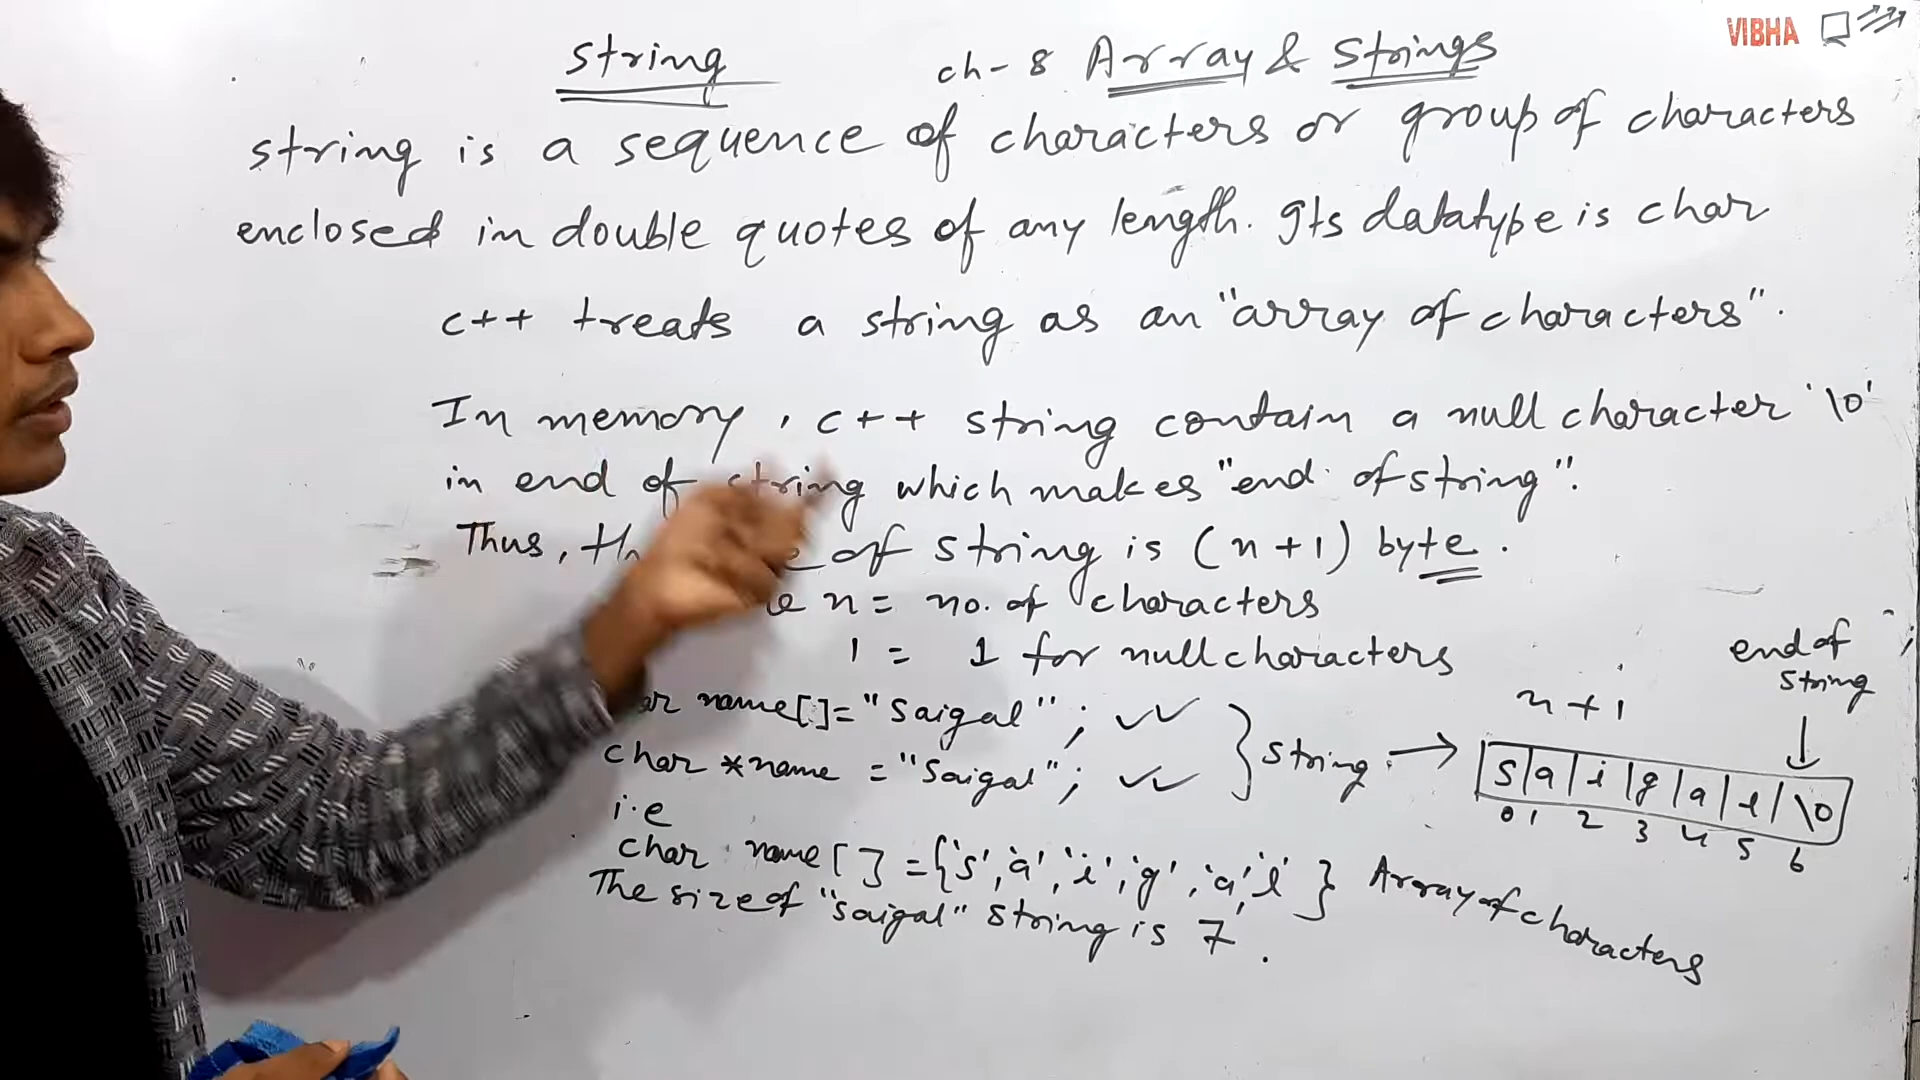 VIBHA
string
ch-8 Array & Strings
string is a sequence of characters or group of characters
enclosed in double quotes of any length. Its datatype is char
c++ treats a string as an "array of characters".
In memory, c++ string contain a null character '\0'
in end of string which makes "end of string".
Thus, of string is (n+1) byte.
n = no. of characters
1 = 1 for null characters
name[]="Saigal";
char *name ="Saigal";
} string →
n+1
end of
string
S|a|i|g|a|l|\0
0 1 2 3 4 5 6
i.e
char name[] ={'s','a','i','g','a','l'} Array of characters
The size of "Saigal" string is 7.